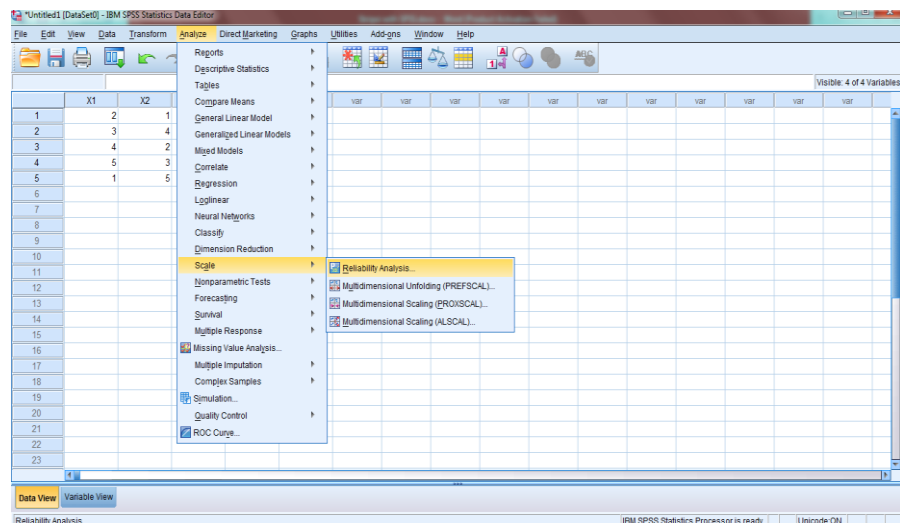 *Untitled1 [DataSet0] - IBM SPSS Statistics Data Editor
File Edit View Data Transform Analyze Direct Marketing Graphs Utilities Add-ons Window Help
Visible: 4 of 4 Variables
X1 X2 var var var var var var var var var var var
1 2 1
2 3 4
3 4 2
4 5 3
5 1 5
6
7
8
9
10
11
12
13
14
15
16
17
18
19
20
21
22
23
Reports
Descriptive Statistics
Tables
Compare Means
General Linear Model
Generalized Linear Models
Mixed Models
Correlate
Regression
Loglinear
Neural Networks
Classify
Dimension Reduction
Scale
Nonparametric Tests
Forecasting
Survival
Multiple Response
Missing Value Analysis...
Multiple Imputation
Complex Samples
Simulation...
Quality Control
ROC Curve...
Reliability Analysis...
Multidimensional Unfolding (PREFSCAL)...
Multidimensional Scaling (PROXSCAL)...
Multidimensional Scaling (ALSCAL)...
Data View Variable View
Reliability Analysis
IBM SPSS Statistics Processor is ready Unicode:ON